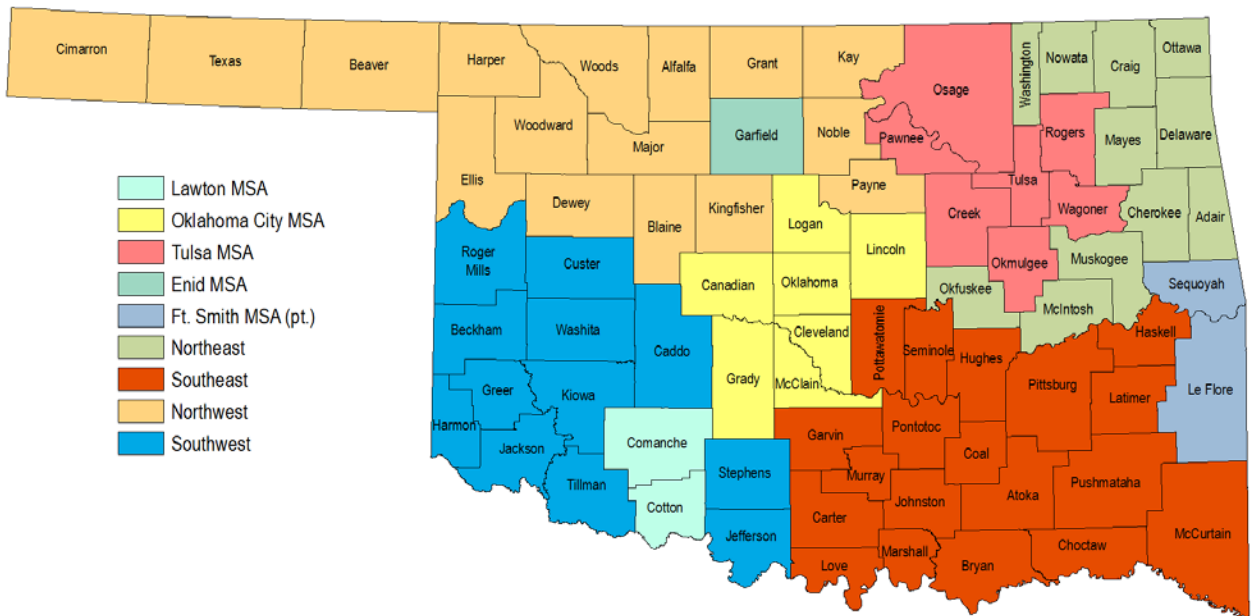 Cimarron
Texas
Beaver
Harper
Woods
Alfalfa
Grant
Kay
Osage
Washington
Nowata
Craig
Ottawa
Woodward
Major
Garfield
Noble
Pawnee
Rogers
Mayes
Delaware
Ellis
Dewey
Blaine
Kingfisher
Logan
Payne
Lincoln
Creek
Tulsa
Wagoner
Cherokee
Adair
Roger
Mills
Custer
Canadian
Oklahoma
Okmulgee
Okfuskee
Muskogee
McIntosh
Sequoyah
Beckham
Washita
Caddo
Grady
Cleveland
McClain
Pottawatomie
Seminole
Hughes
Pittsburg
Haskell
Latimer
Le Flore
Harmon
Greer
Kiowa
Jackson
Tillman
Comanche
Cotton
Stephens
Jefferson
Garvin
Murray
Pontotoc
Coal
Carter
Johnston
Atoka
Pushmataha
McCurtain
Love
Marshall
Bryan
Choctaw
Lawton MSA
Oklahoma City MSA
Tulsa MSA
Enid MSA
Ft. Smith MSA (pt.)
Northeast
Southeast
Northwest
Southwest